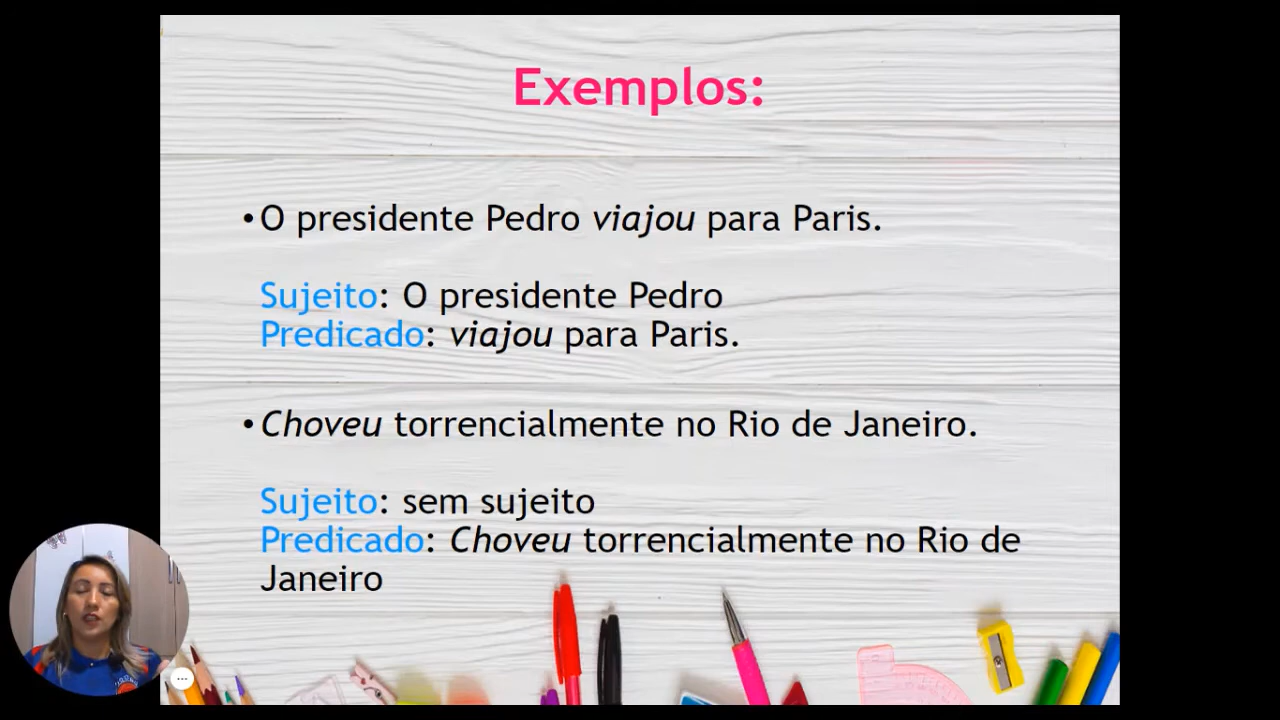 Exemplos:
•O presidente Pedro viajou para Paris.
Sujeito: O presidente Pedro
Predicado: viajou para Paris.
•Choveu torrencialmente no Rio de Janeiro.
Sujeito: sem sujeito
Predicado: Choveu torrencialmente no Rio de
Janeiro